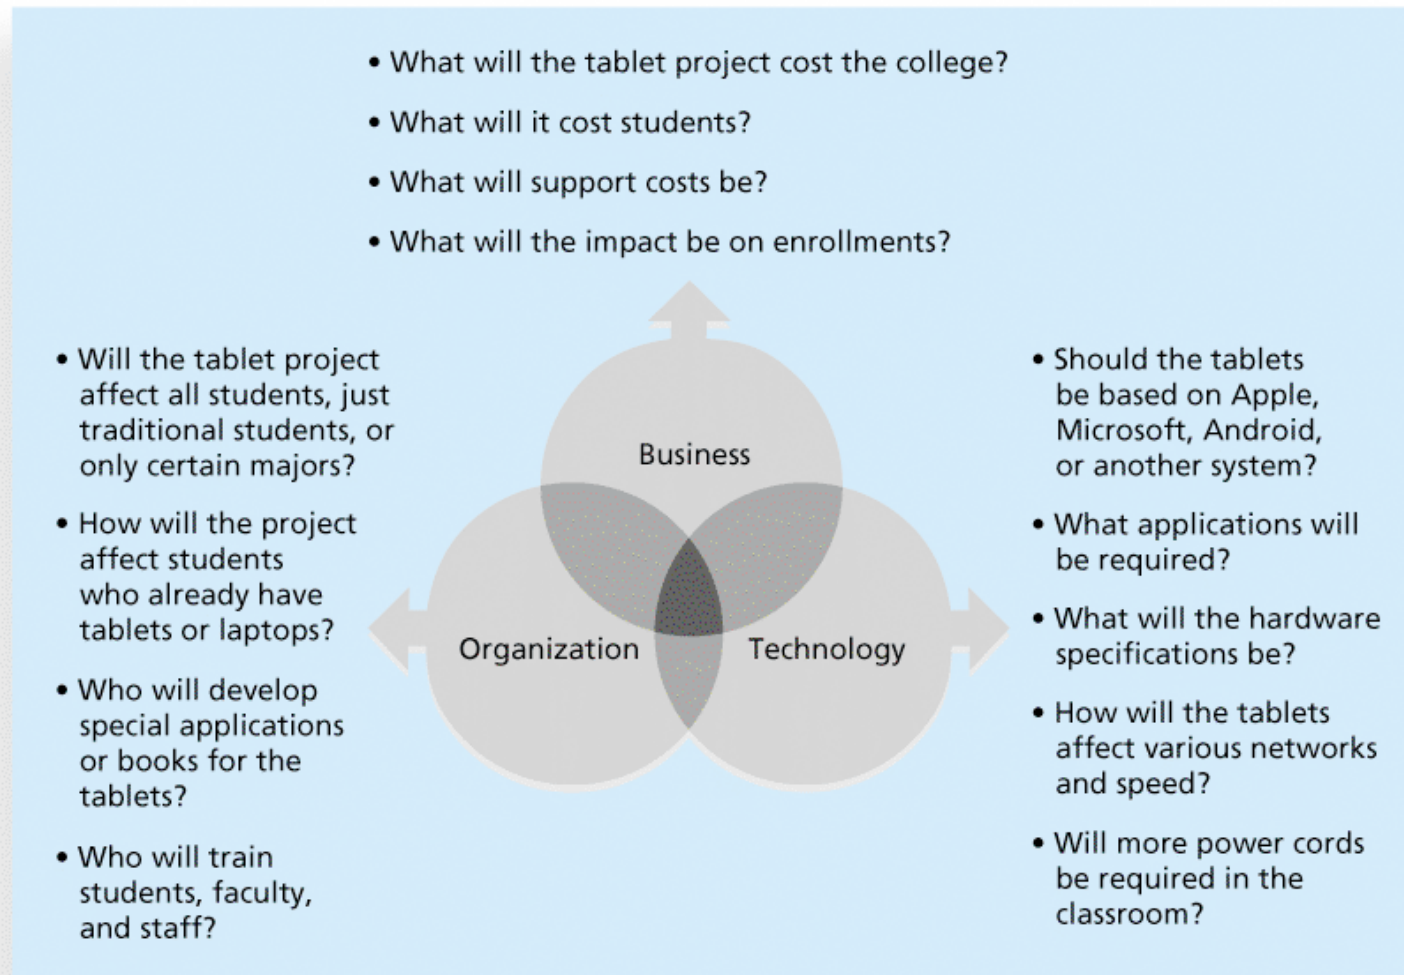 • What will the tablet project cost the college?
• What will it cost students?
• What will support costs be?
• What will the impact be on enrollments?
• Will the tablet project
affect all students, just
traditional students, or
only certain majors?
• How will the project
affect students
who already have
tablets or laptops?
• Who will develop
special applications
or books for the
tablets?
• Who will train
students, faculty,
and staff?
Business
Organization
Technology
• Should the tablets
be based on Apple,
Microsoft, Android,
or another system?
• What applications will
be required?
• What will the hardware
specifications be?
• How will the tablets
affect various networks
and speed?
• Will more power cords
be required in the
classroom?